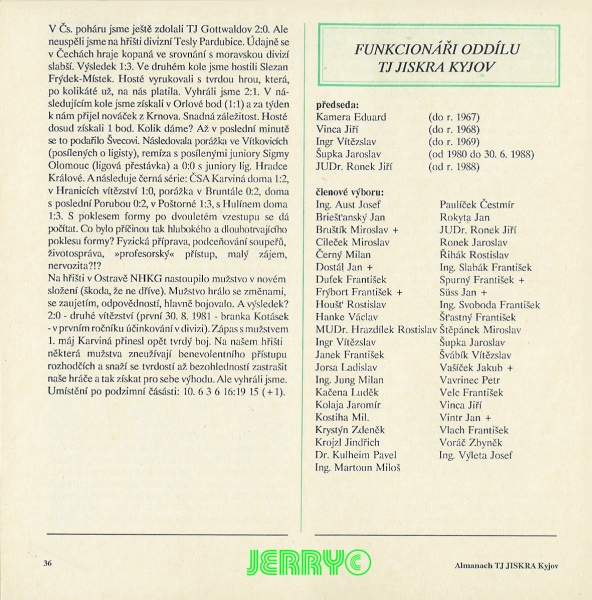 V Čs. poháru jsme ještě zdolali TJ Gottwaldov 2:0. Ale
neuspěli jsme na hřišti divizní Tesly Pardubice. Údajně se
v Čechách hraje kopaná ve srovnání s moravskou divizí
slabší. Výsledek 1:3. Ve druhém kole jsme hostili Slezan
Frýdek-Místek. Hosté vyrukovali s tvrdou hrou, která,
po kolikáté už, na nás platila. Vyhráli jsme 2:1. V ná-
sledujícím kole jsme získali v Orlové bod (1:1) a za týden
k nám přijel nováček z Krnova. Snadná záležitost. Hosté
dosud získali 1 bod. Kolik dáme? Až v poslední minutě
se to podařilo Švecovi. Následovala porážka ve Vítkovicích
(posílených o ligisty), remíza s posílenými juniory Sigmy
Olomouc (ligová přestávka) a 0:0 s juniory lig. Hradce
Králové. A následuje černá série: ČSA Karviná doma 1:2,
v Hranicích vítězství 1:0, porážka v Bruntále 0:2, doma
s poslední Porubou 0:2, v Poštorné 1:3, s Hulínem doma
1:3. S poklesem formy po dvouletém vzestupu se dá
počítat. Co bylo příčinou tak hlubokého a dlouhotrvajícího
poklesu formy? Fyzická příprava, podceňování soupeřů,
životospráva, »profesorský« přístup, malý zájem,
nervozita?!?
Na hřišti v Ostravě NHKG nastoupilo mužstvo v novém
složení (škoda, že ne dříve). Mužstvo hrálo se změnami,
se zaujetím, odpovědností, hlavně bojovalo. A výsledek?
2:0 - druhé vítězství (první 30. 8. 1981 - branka Kotásek
- v prvním ročníku účinkování v divizi). Zápas s mužstvem
1. máj Karviná přinesl opět tvrdý boj. Na našem hřišti
některá mužstva zneužívají benevolentního přístupu
rozhodčích a snaží se tvrdostí až bezohledností zastrašit
naše hráče a tak získat pro sebe výhodu. Ale vyhráli jsme.
Umístění po podzimní čásásti: 10. 6 3 6 16:19 15 (+1).
36
FUNKCIONÁŘI ODDÍLU
TJ JISKRA KYJOV
předseda:
Kamera Eduard (do r. 1967)
Vinca Jiří (do r. 1968)
Ingr Vítězslav (do r. 1969)
Šupka Jaroslav (od 1980 do 30. 6. 1988)
JUDr. Ronek Jiří (od r. 1988)
členové výboru:
Ing. Aust Josef Paulíček Čestmír
Briešťanský Jan Rokyta Jan
Bruštík Miroslav + JUDr. Ronek Jiří
Cileček Miroslav Ronek Jaroslav
Černý Milan Řihák Rostislav
Dostál Jan + Ing. Slabák František
Dufek František Spurný František +
Frýbort František + Süss Jan +
Houšť Rostislav Ing. Svoboda František
Hanke Václav Šťastný František
MUDr. Hrazdílek Rostislav Štěpánek Miroslav
Ingr Vítězslav Šupka Jaroslav
Janek František Švábík Vítězslav
Jorsa Ladislav Vašíček Jakub +
Ing. Jung Milan Vavrinec Petr
Kačena Luděk Velc František
Kolaja Jaromír Vinca Jiří
Kostiha Mil. Vintr Jan +
Krystýn Zdeněk Vlach František
Krojzl Jindřich Voráč Zbyněk
Dr. Kulheim Pavel Ing. Výleta Josef
Ing. Martoun Miloš
JERRY©
Almanach TJ JISKRA Kyjov